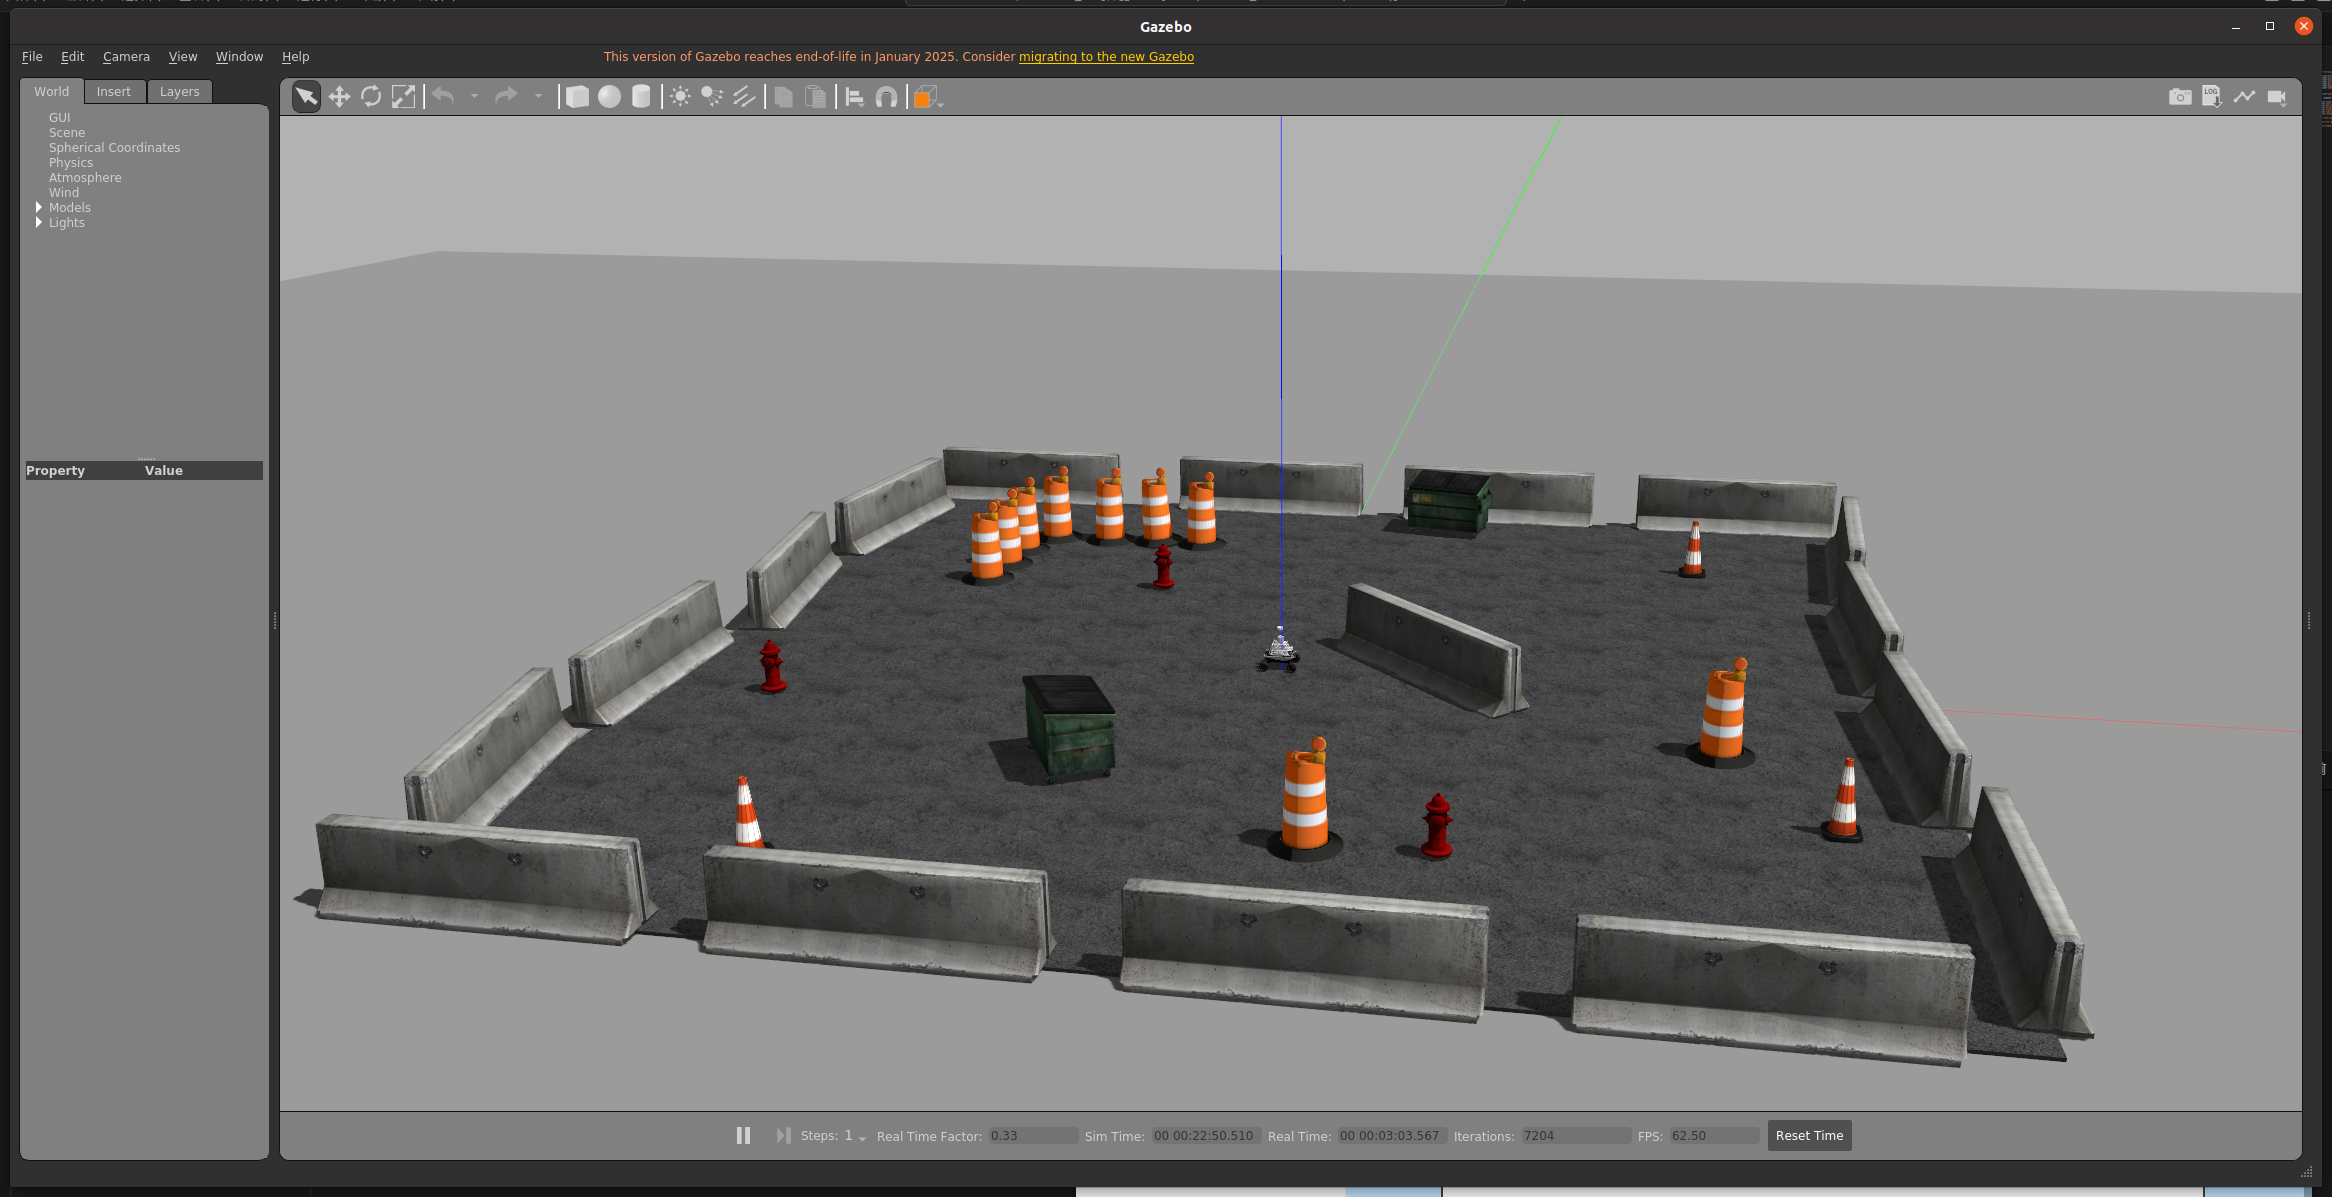 Gazebo
File Edit Camera View Window Help
This version of Gazebo reaches end-of-life in January 2025. Consider migrating to the new Gazebo
World Insert Layers
LOG
GUI
Scene
Spherical Coordinates
Physics
Atmosphere
Wind
Models
Lights
Property Value
Steps: 1 Real Time Factor: 0.33 Sim Time: 00 00:22:50.510 Real Time: 00 00:03:03.567 Iterations: 7204 FPS: 62.50 Reset Time